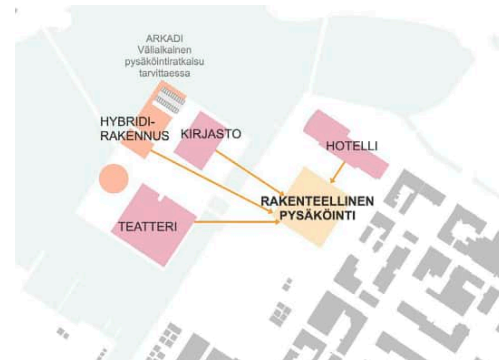 ARKADI
Väliaikainen
pysäköintiratkaisu
tarvittaessa
HYBRIDI-
RAKENNUS
KIRJASTO
HOTELLI
RAKENTEELLINEN
PYSÄKÖINTI
TEATTERI